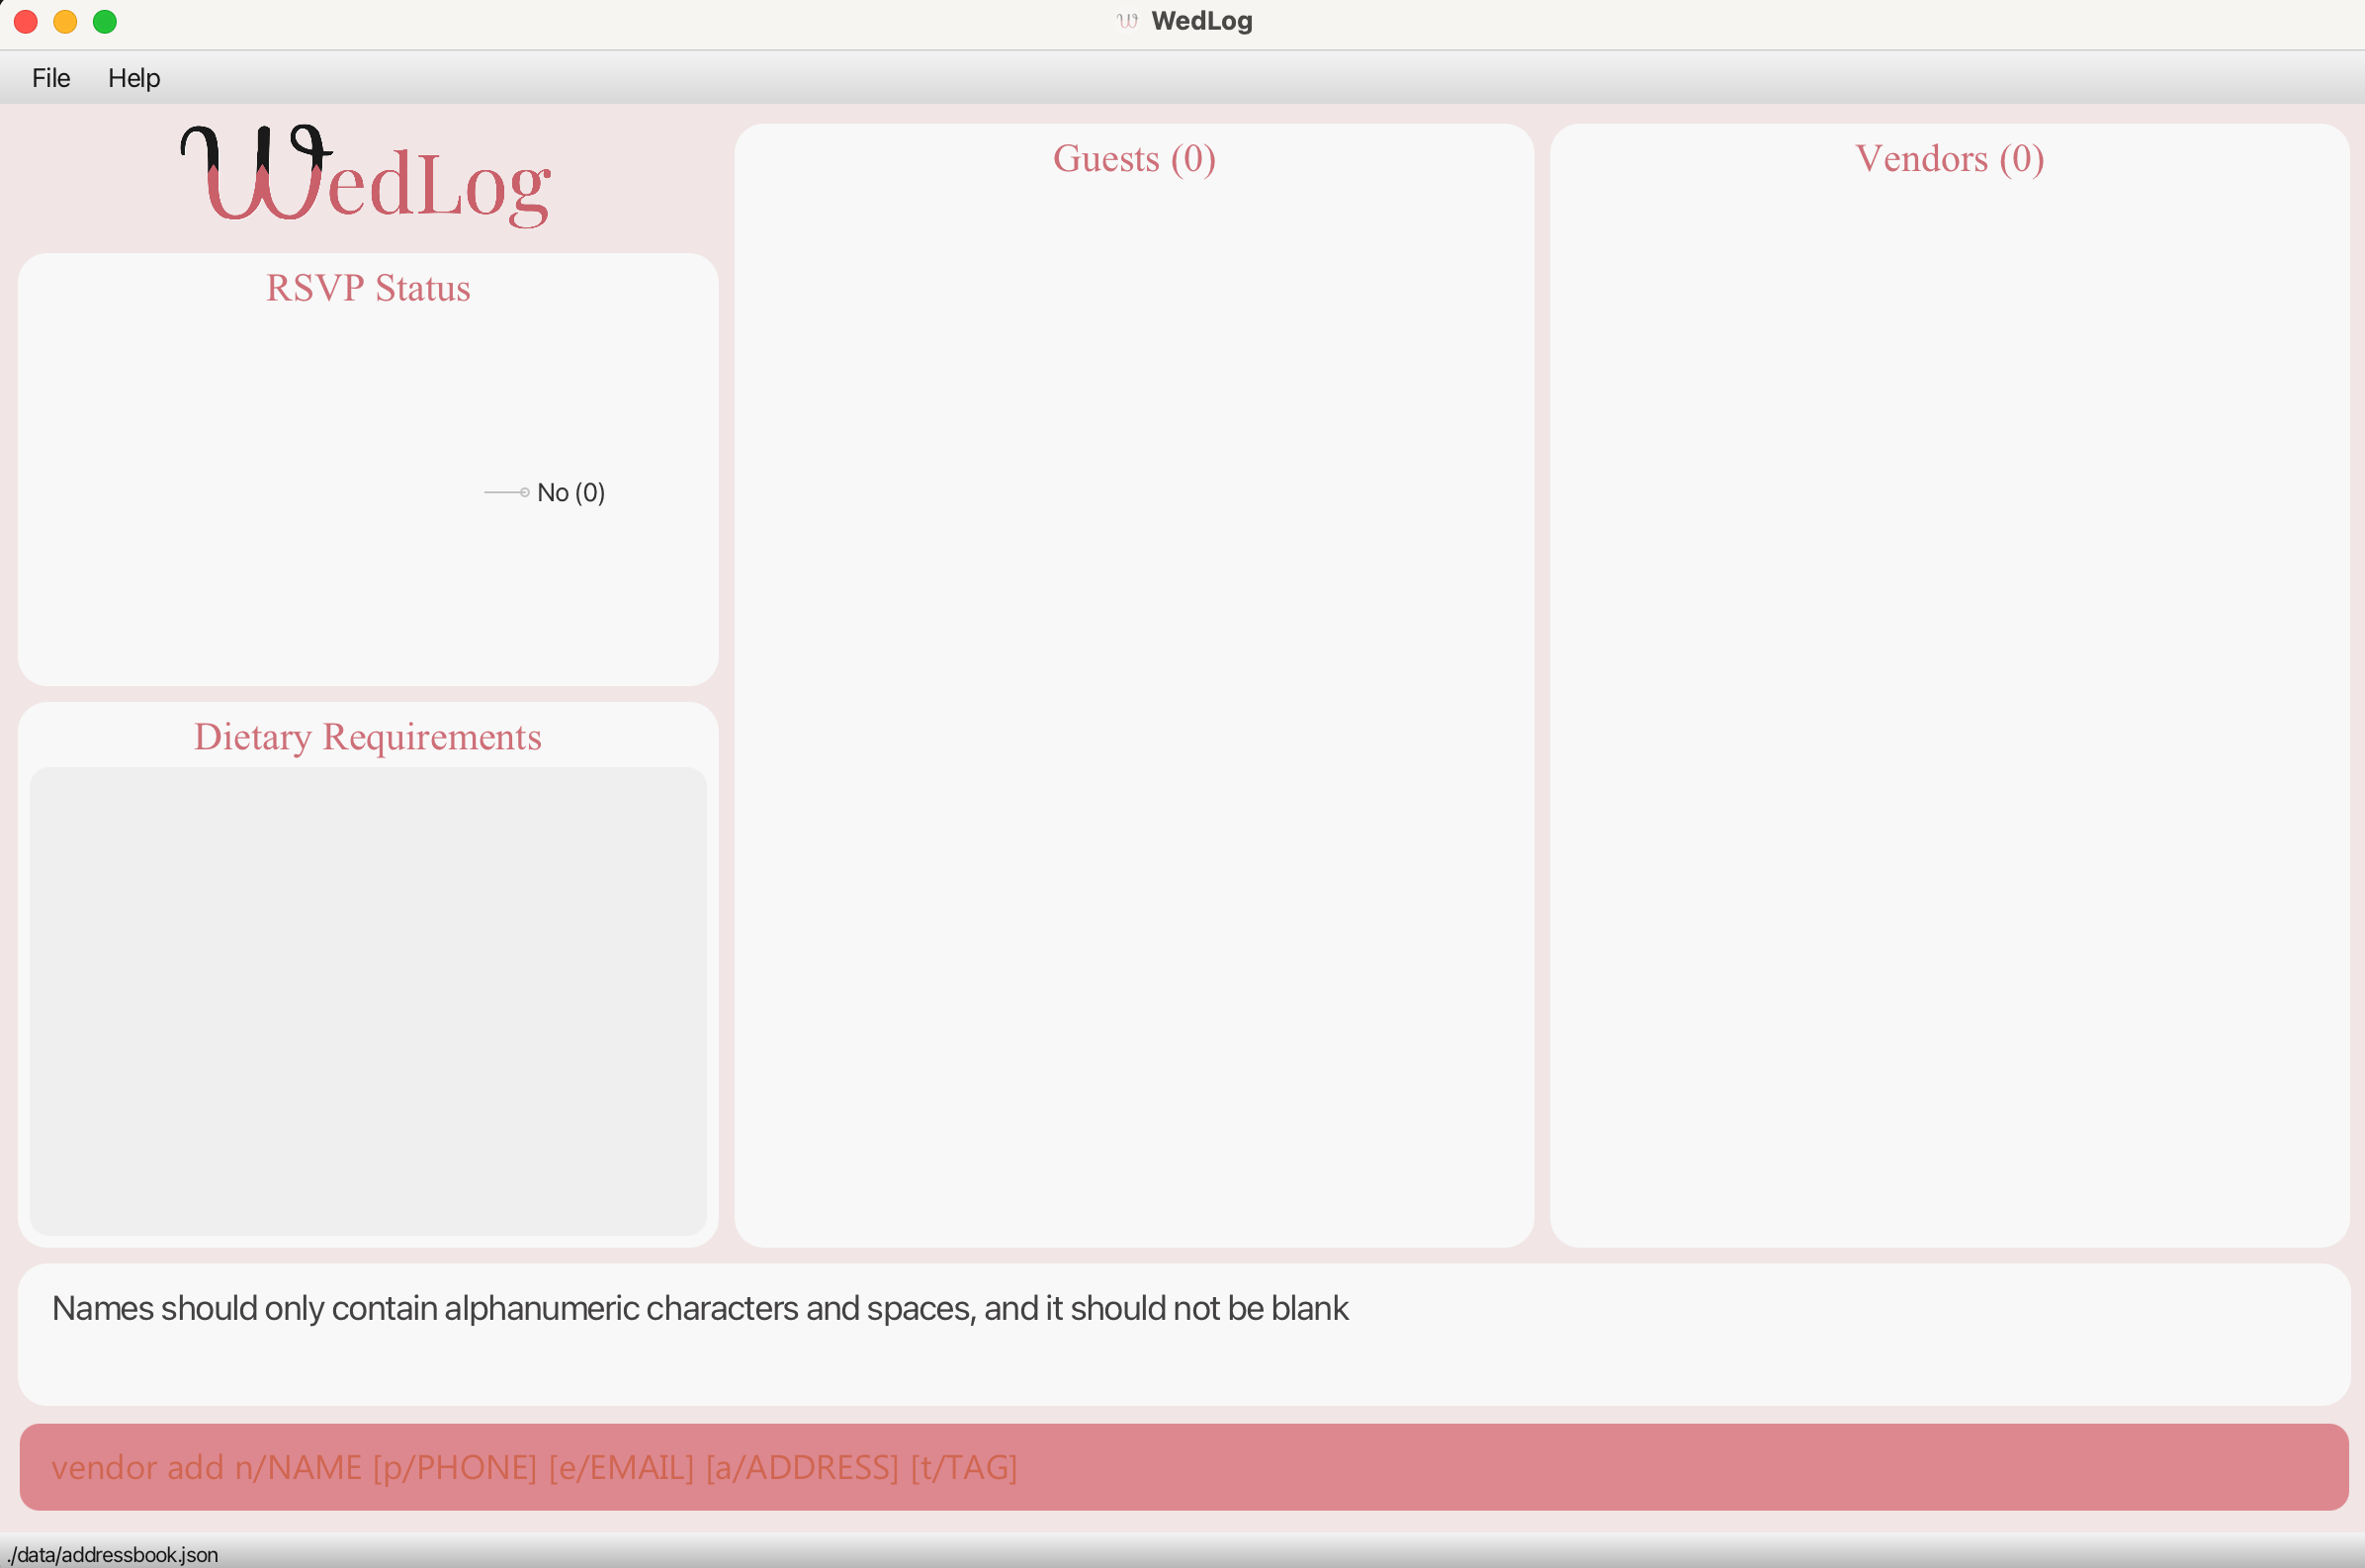 WedLog
File Help
WedLog
RSVP Status
No (0)
Dietary Requirements
Guests (0)
Vendors (0)
Names should only contain alphanumeric characters and spaces, and it should not be blank
vendor add n/NAME [p/PHONE] [e/EMAIL] [a/ADDRESS] [t/TAG]
./data/addressbook.json